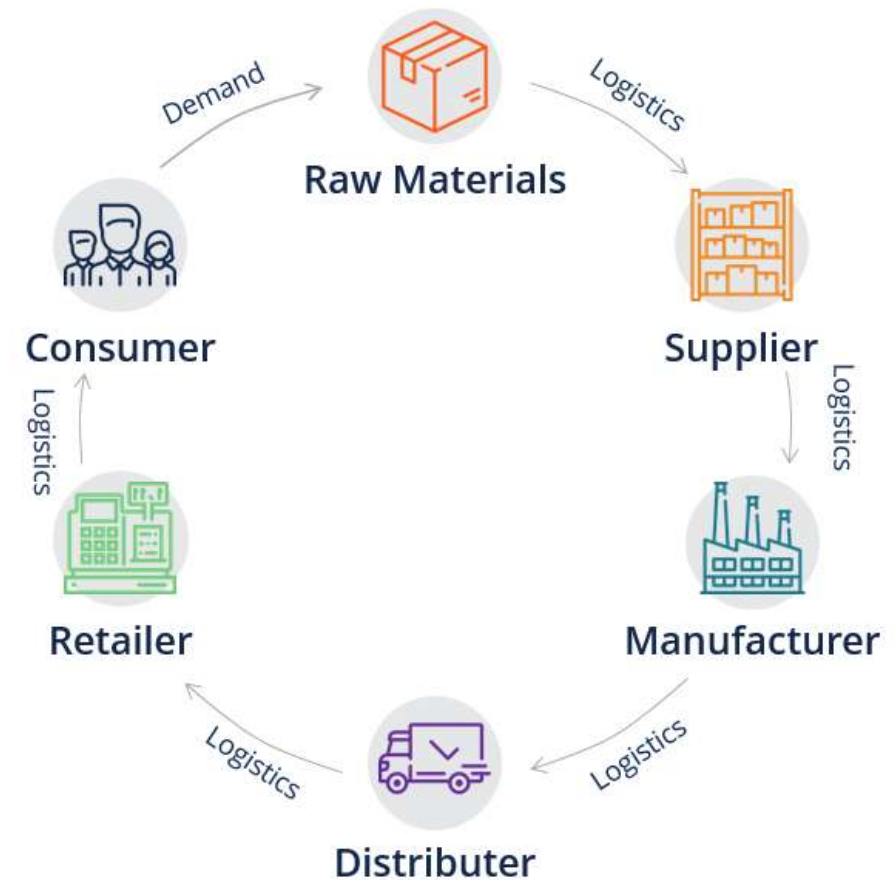 Demand
Logistics
Raw Materials
Consumer
Supplier
Logistics
Logistics
Retailer
Manufacturer
Logistics
Logistics
Distributer